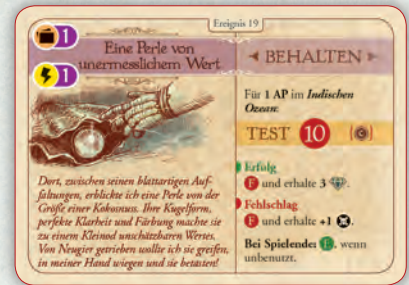 Ereignis 19
1
1
Eine Perle von
unermesslichem Wert
Dort, zwischen seinen blattartigen Auf-
faltungen, erblickte ich eine Perle von der
Größe einer Kokosnuss. Ihre Kugelform,
perfekte Klarheit und Färbung machte sie
zu einem Kleinod unschätzbaren Wertes.
Von Neugier getrieben wollte ich sie greifen,
in meiner Hand wiegen und sie betasten!
BEHALTEN
Für 1 AP im Indischen
Ozean:
TEST 10
Erfolg
F und erhalte 3
Fehlschlag
F und erhalte +1
Bei Spielende: , wenn
unbenutzt.